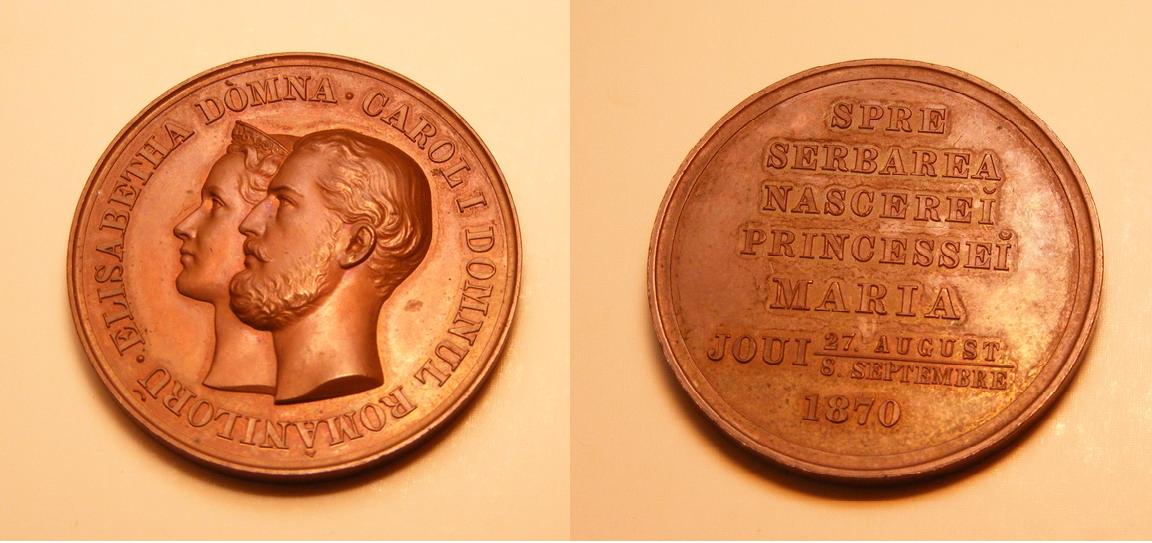 ELISABETHA DÒMNA · CAROL I DOMNUL ROMÂNILORŬ ·
SPRE
SERBAREA
NASCEREĬ
PRINCESSEĬ
MARIA
JOUI 27. AUGUST.
8. SEPTEMBRE
1870